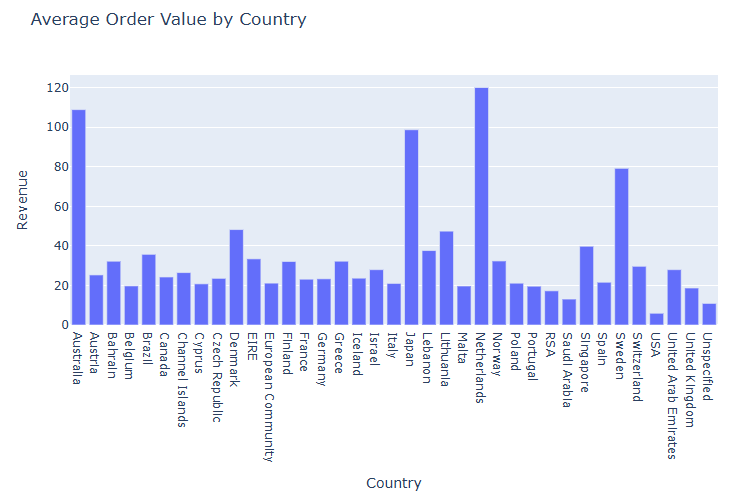 Average Order Value by Country
Revenue
120
100
80
60
40
20
0
Australia
Austria
Bahrain
Belgium
Brazil
Canada
Channel Islands
Cyprus
Czech Republic
Denmark
EIRE
European Community
Finland
France
Germany
Greece
Iceland
Israel
Italy
Japan
Lebanon
Lithuania
Malta
Netherlands
Norway
Poland
Portugal
RSA
Saudi Arabia
Singapore
Spain
Sweden
Switzerland
USA
United Arab Emirates
United Kingdom
Unspecified
Country